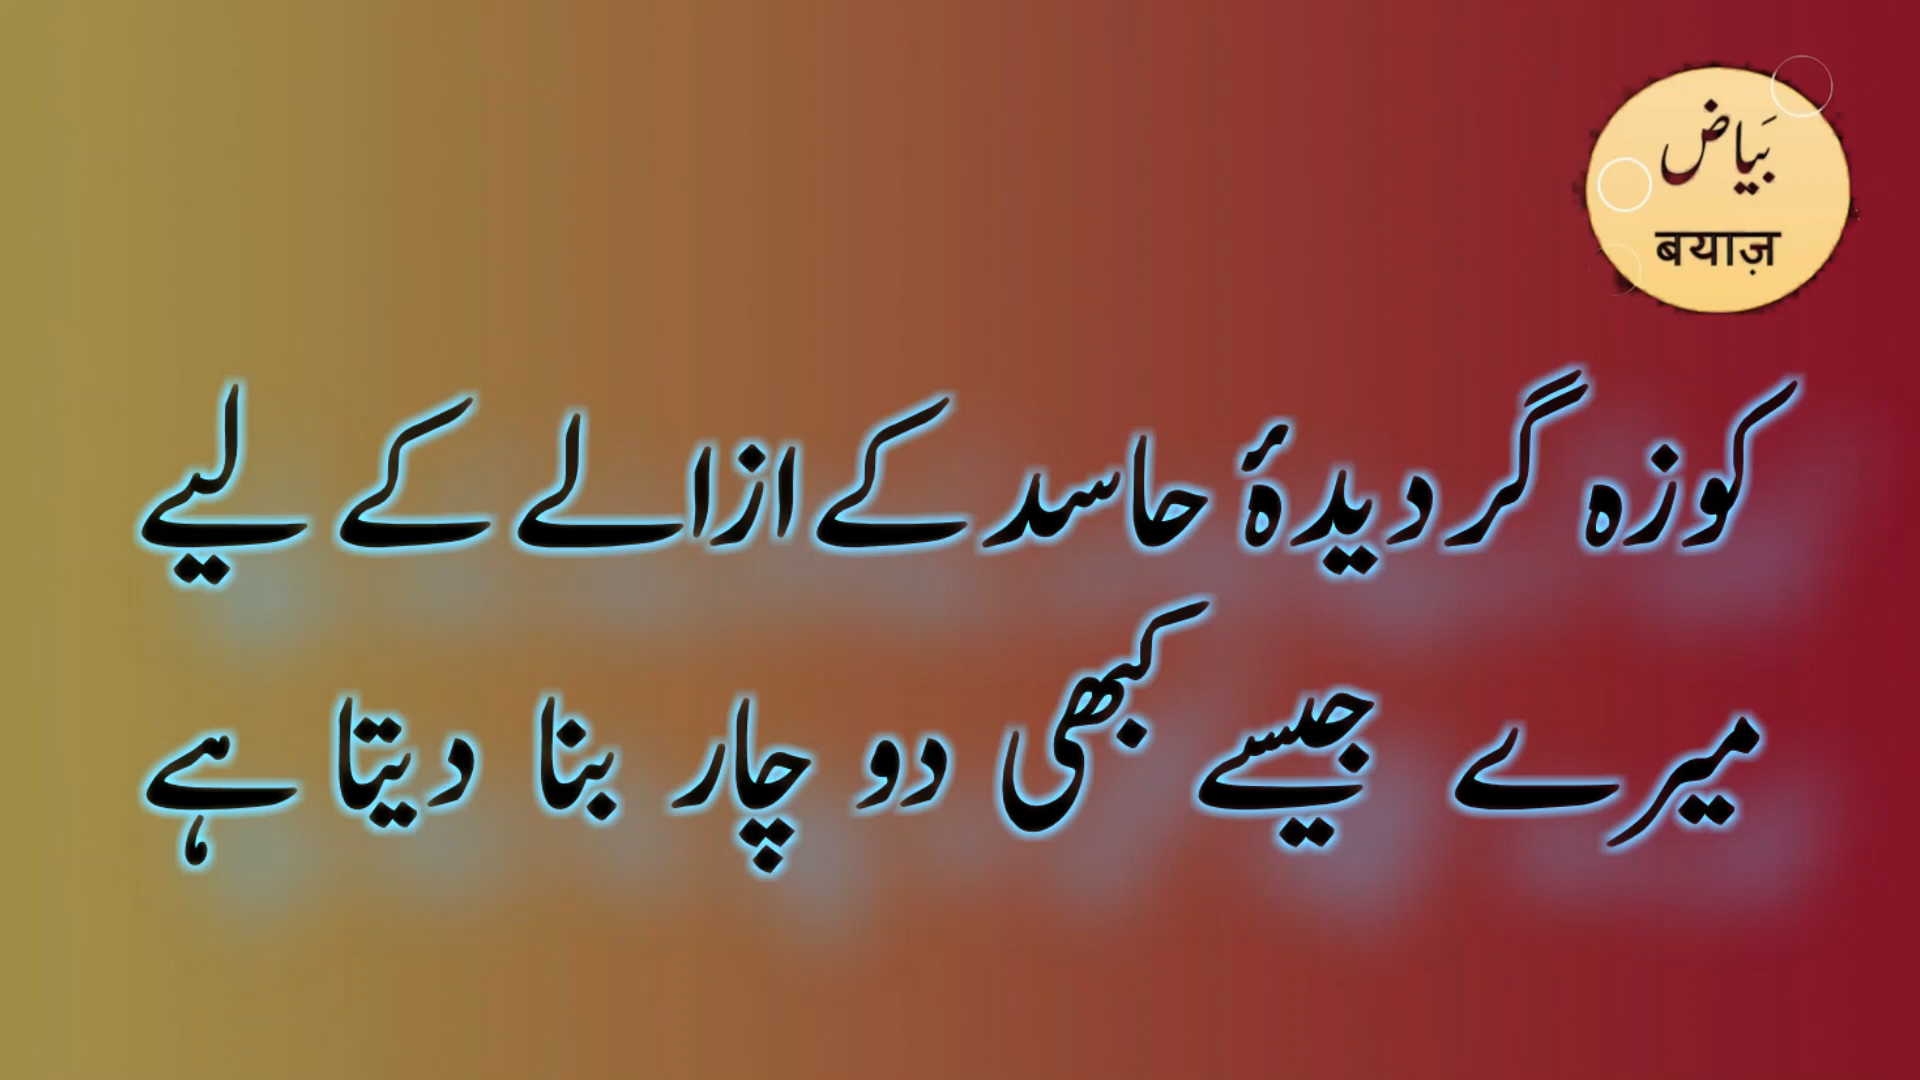 بَیاض
बयाज़
کوزہ گر دیدۂ حاسد کے ازالے کے لیے
میرے جیسے کبھی دو چار بنا دیتا ہے